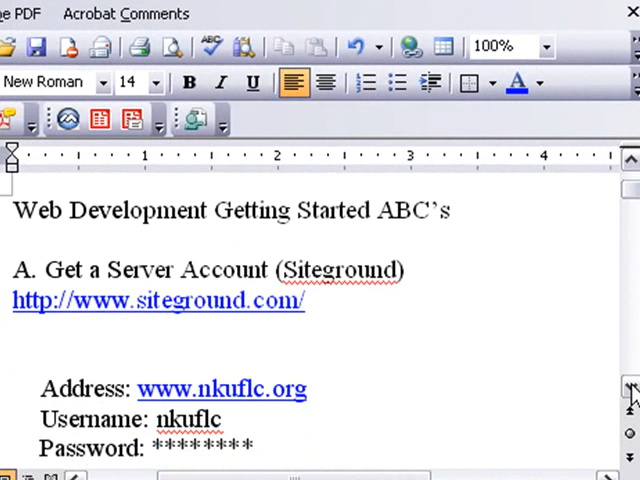 e PDF Acrobat Comments
100%
New Roman 14 B I U A
1 2 3 4
Web Development Getting Started ABC’s
A. Get a Server Account (Siteground)
http://www.siteground.com/
Address: www.nkuflc.org
Username: nkuflc
Password: ********